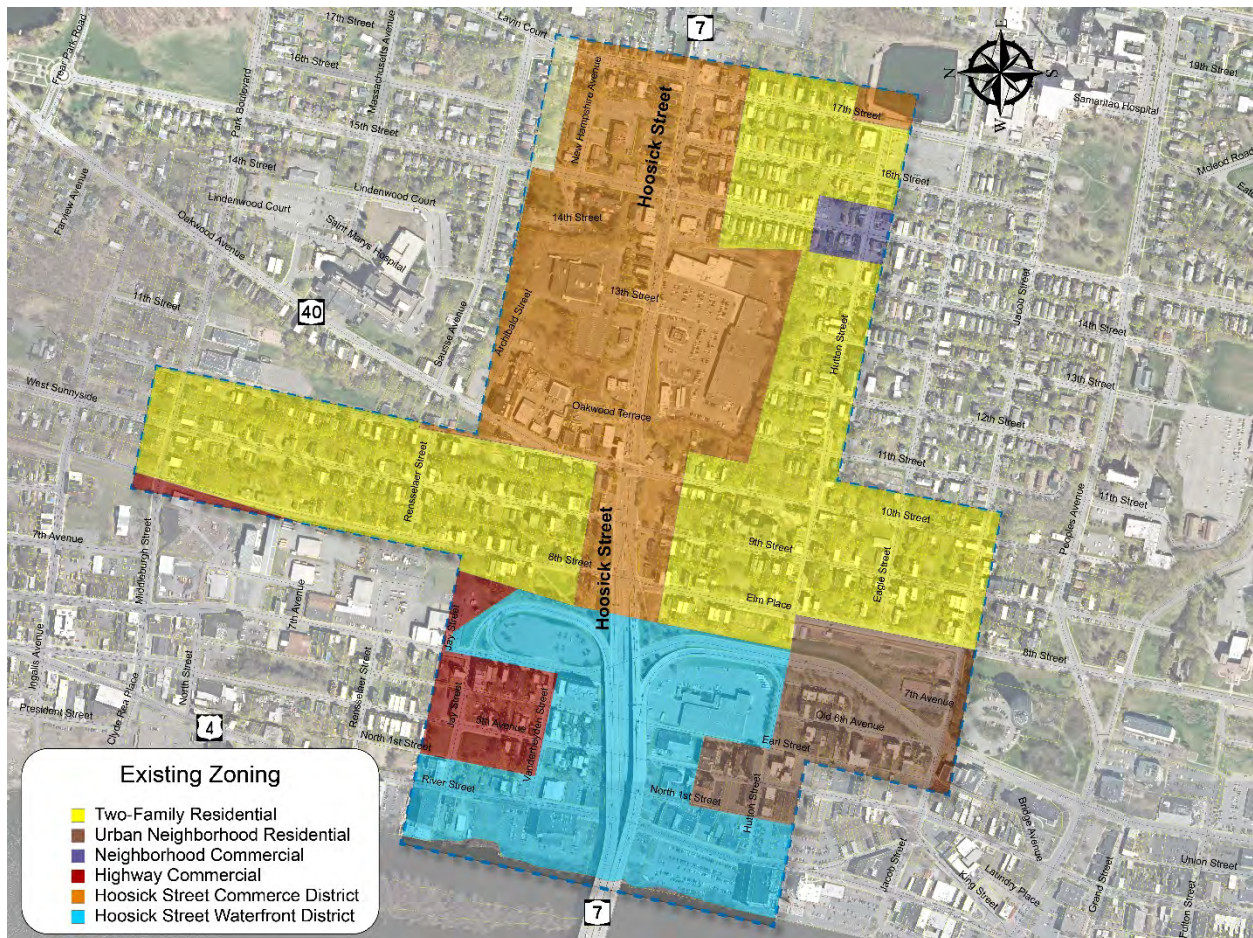 Lavin Court
17th Street
7
E
Massachusetts Avenue
Frear Park Road
16th Street
New Hampshire Avenue
19th Street
N
S
Park Boulevard
Hoosick Street
17th Street
Samaritan Hospital
W
15th Street
14th Street
16th Street
Mcleod Road
Farview Avenue
Lindenwood Court
Lindenwood Court
14th Street
Oakwood Avenue
Saint Marys Hospital
13th Street
Jacob Street
11th Street
40
Archibald Street
Sausse Avenue
Hutton Street
14th Street
13th Street
West Sunnyside
Oakwood Terrace
12th Street
Rensselaer Street
11th Street
11th Street
10th Street
Peoples Avenue
7th Avenue
Middleburgh Street
8th Street
Hoosick Street
9th Street
Eagle Street
Elm Place
7th Avenue
Jay Street
8th Street
Ingalls Avenue
Clyde Rea Place
North Street
Rensselaer Street
Jay Street
5th Avenue
Vanderheyden Street
Old 6th Avenue
7th Avenue
President Street
4
North 1st Street
Earl Street
River Street
North 1st Street
Hutton Street
Bridge Avenue
Jacob Street
King Street
Laundry Place
Grand Street
Union Street
Fulton Street
7
Existing Zoning
Two-Family Residential
Urban Neighborhood Residential
Neighborhood Commercial
Highway Commercial
Hoosick Street Commerce District
Hoosick Street Waterfront District